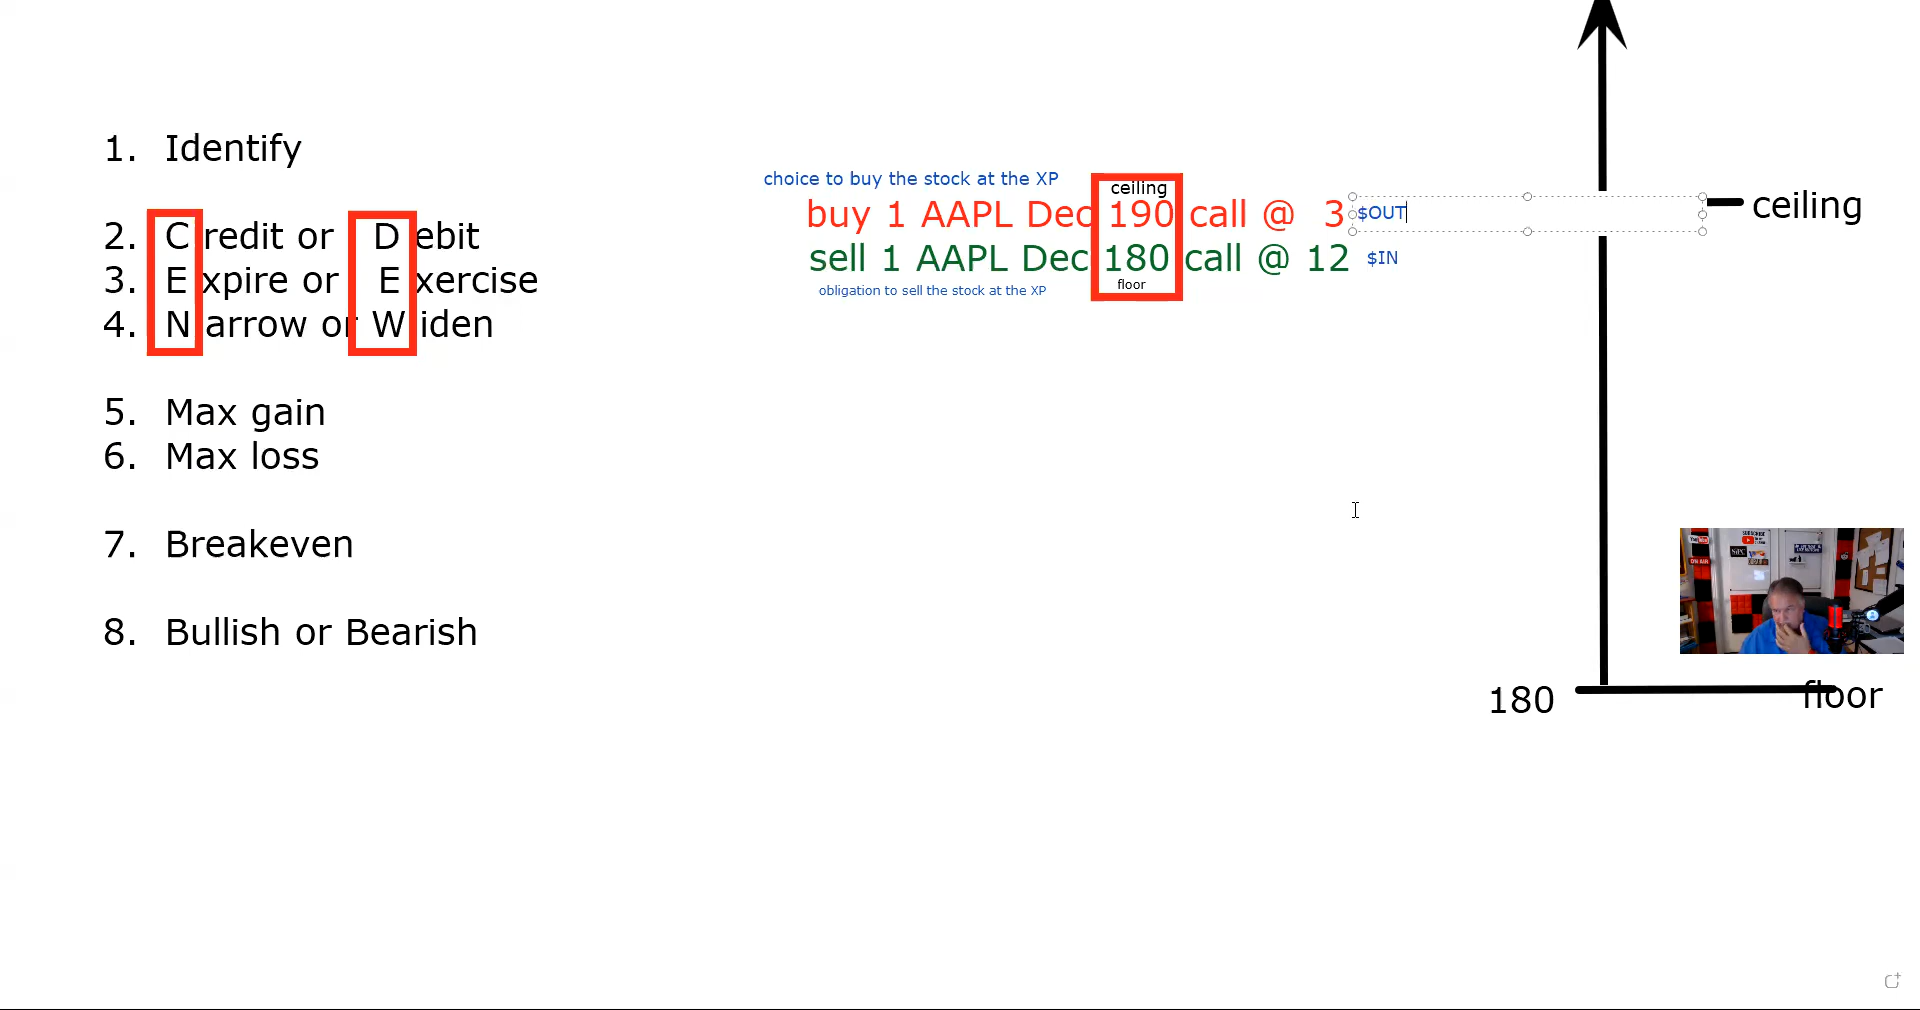 1. Identify
2. Credit or Debit
3. Expire or Exercise
4. Narrow or Widen
5. Max gain
6. Max loss
7. Breakeven
8. Bullish or Bearish
choice to buy the stock at the XP
ceiling
buy 1 AAPL Dec 190 call @ 3 $OUT
sell 1 AAPL Dec 180 call @ 12 $IN
floor
obligation to sell the stock at the XP
ceiling
SUBSCRIBE
ON AIR
180
floor